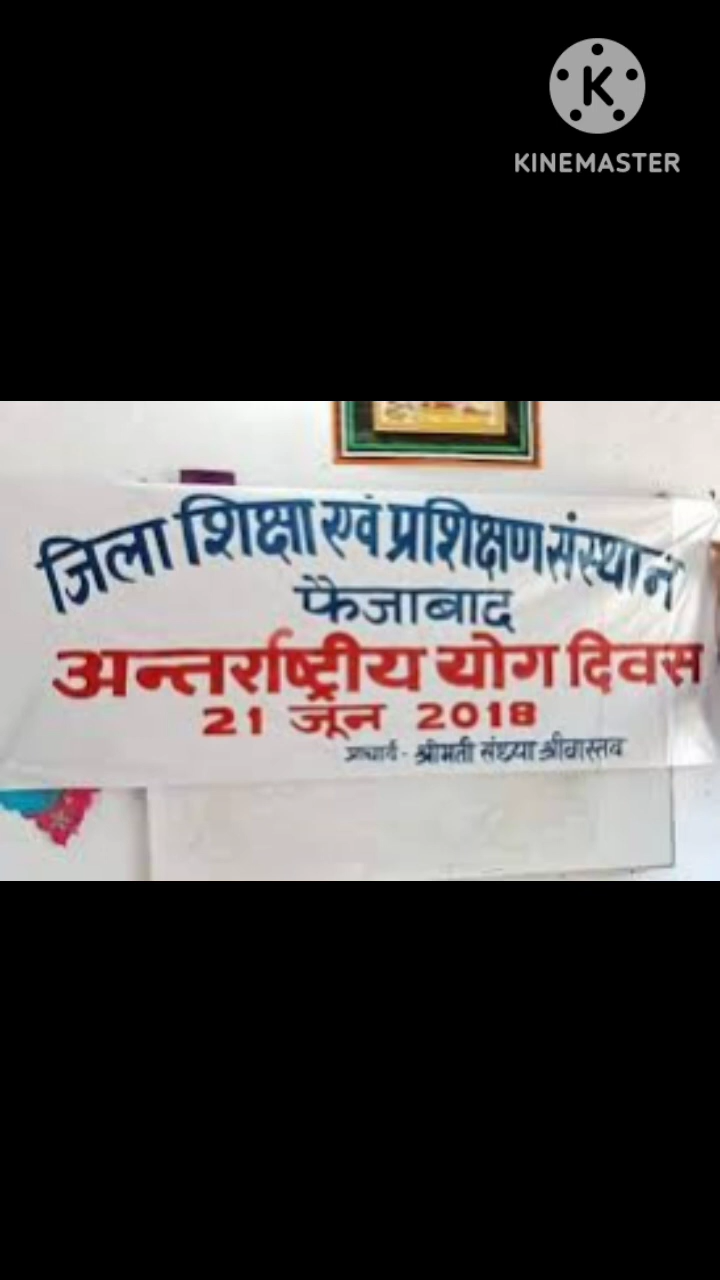 KINEMASTER
जिला शिक्षा एवं प्रशिक्षण संस्थान
फैजाबाद
अन्तर्राष्ट्रीय योग दिवस
21 जून 2018
प्राचार्य - श्रीमती संध्या श्रीवास्तव